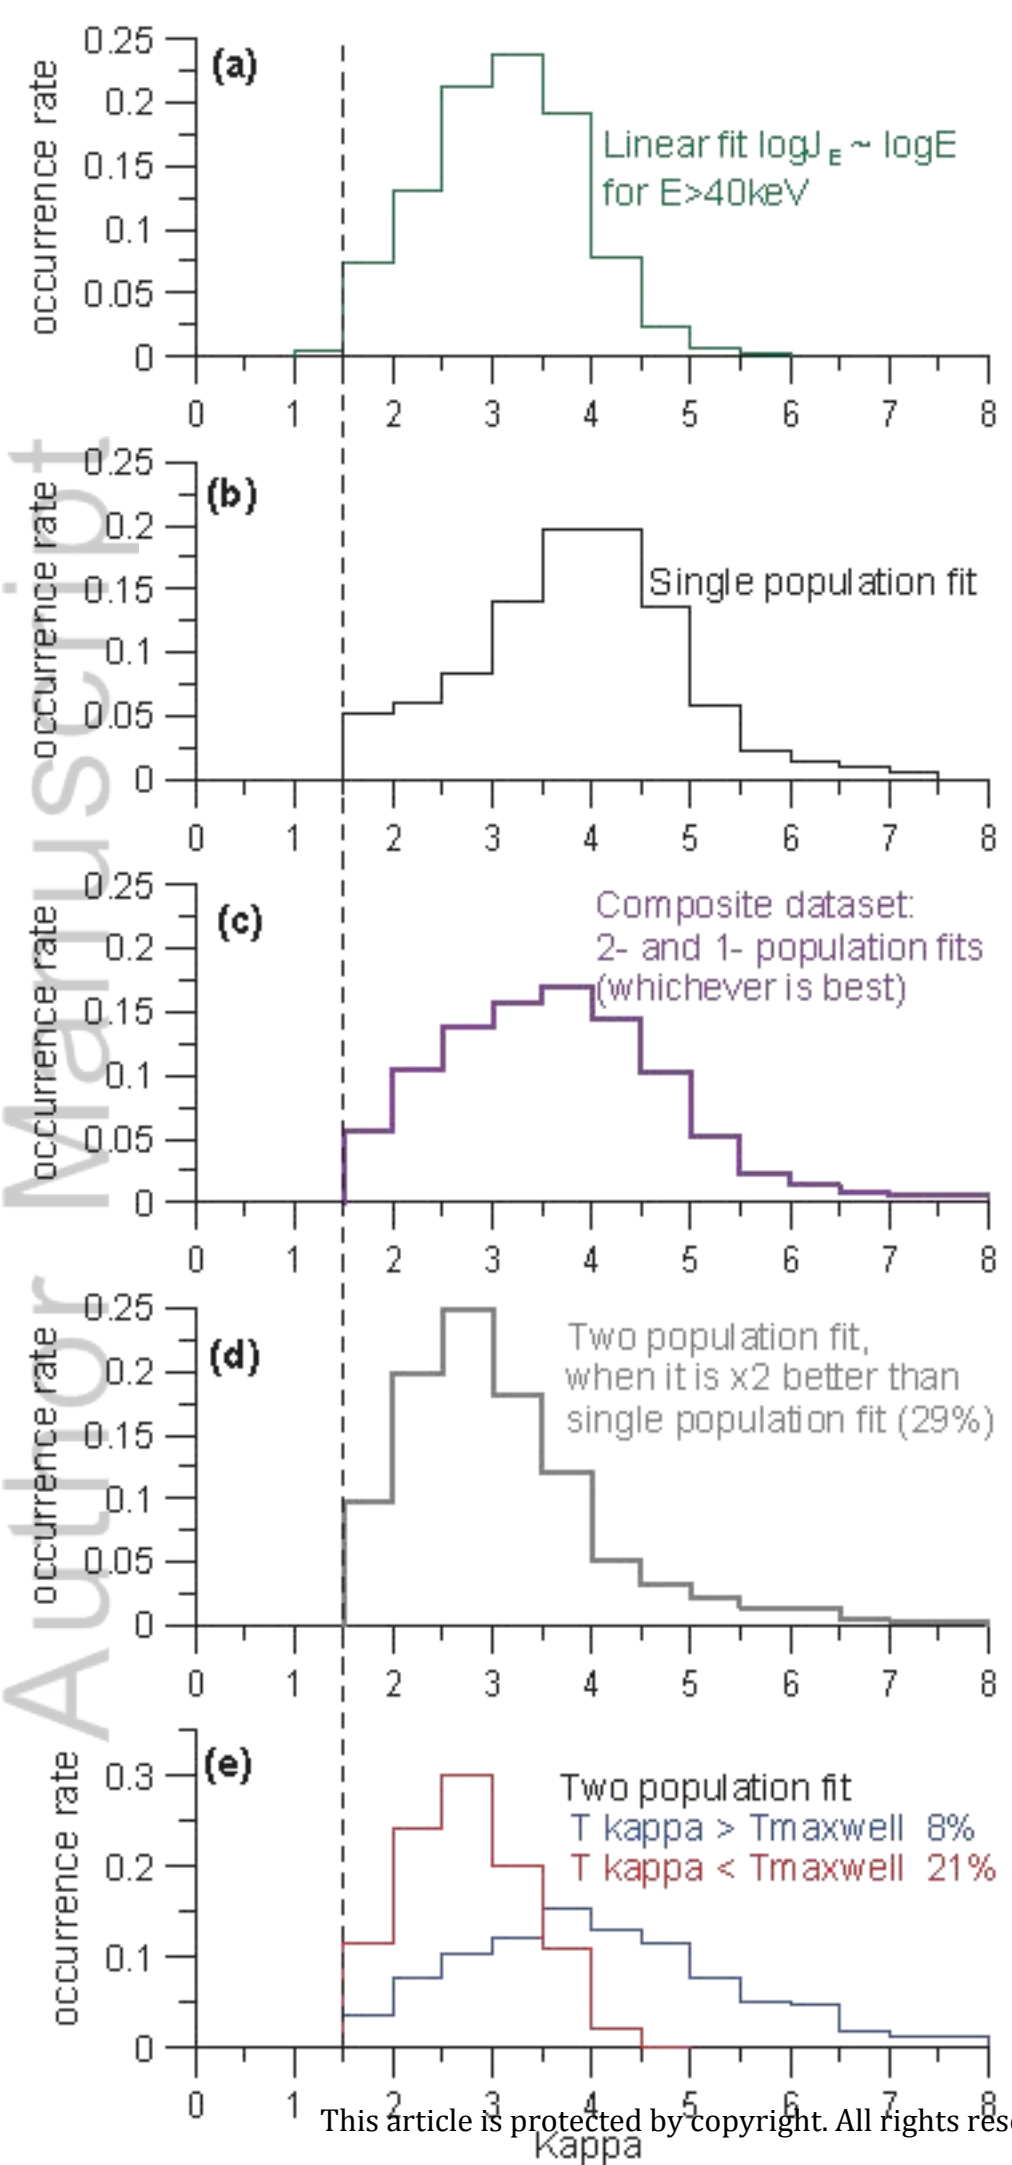 (a)
occurrence rate
0.25
0.2
0.15
0.1
0.05
0
Linear fit logJ E ~ logE
for E>40keV
0 1 2 3 4 5 6 7 8
(b)
occurrence rate
0.25
0.2
0.15
0.1
0.05
0
Single population fit
0 1 2 3 4 5 6 7 8
(c)
occurrence rate
0.25
0.2
0.15
0.1
0.05
0
Composite dataset:
2- and 1- population fits
(whichever is best)
0 1 2 3 4 5 6 7 8
(d)
occurrence rate
0.25
0.2
0.15
0.1
0.05
0
Two population fit,
when it is x2 better than
single population fit (29%)
0 1 2 3 4 5 6 7 8
(e)
occurrence rate
0.3
0.2
0.1
0
Two population fit
T kappa > Tmaxwell 8%
T kappa < Tmaxwell 21%
0 1 2 3 4 5 6 7 8
Kappa
This article is protected by copyright. All rights
Author Manuscript